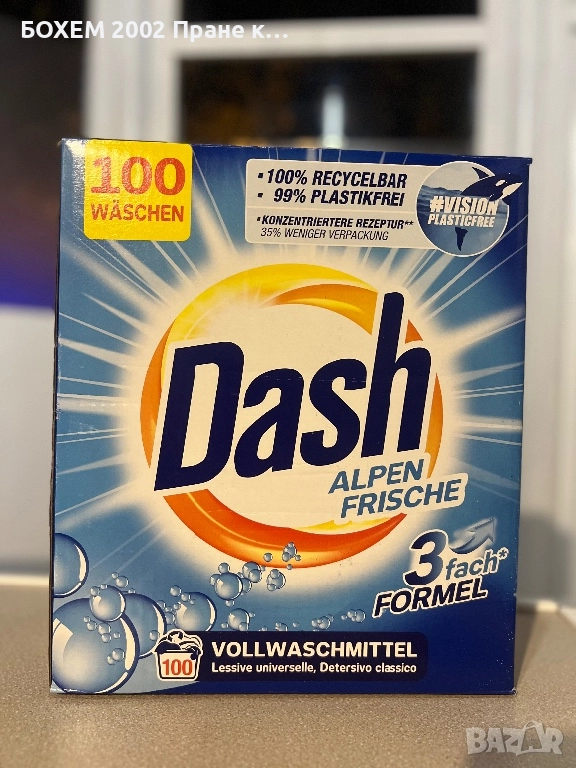 БОХЕМ 2002 Пране к...
100
WÄSCHEN
• 100% RECYCELBAR
• 99% PLASTIKFREI
• KONZENTRIERTERE REZEPTUR**
35% WENIGER VERPACKUNG
#VISION
PLASTICFREE
Dash
ALPEN
FRISCHE
3fach*
FORMEL
100
VOLLWASCHMITTEL
Lessive universelle, Detersivo classico
BAZAR